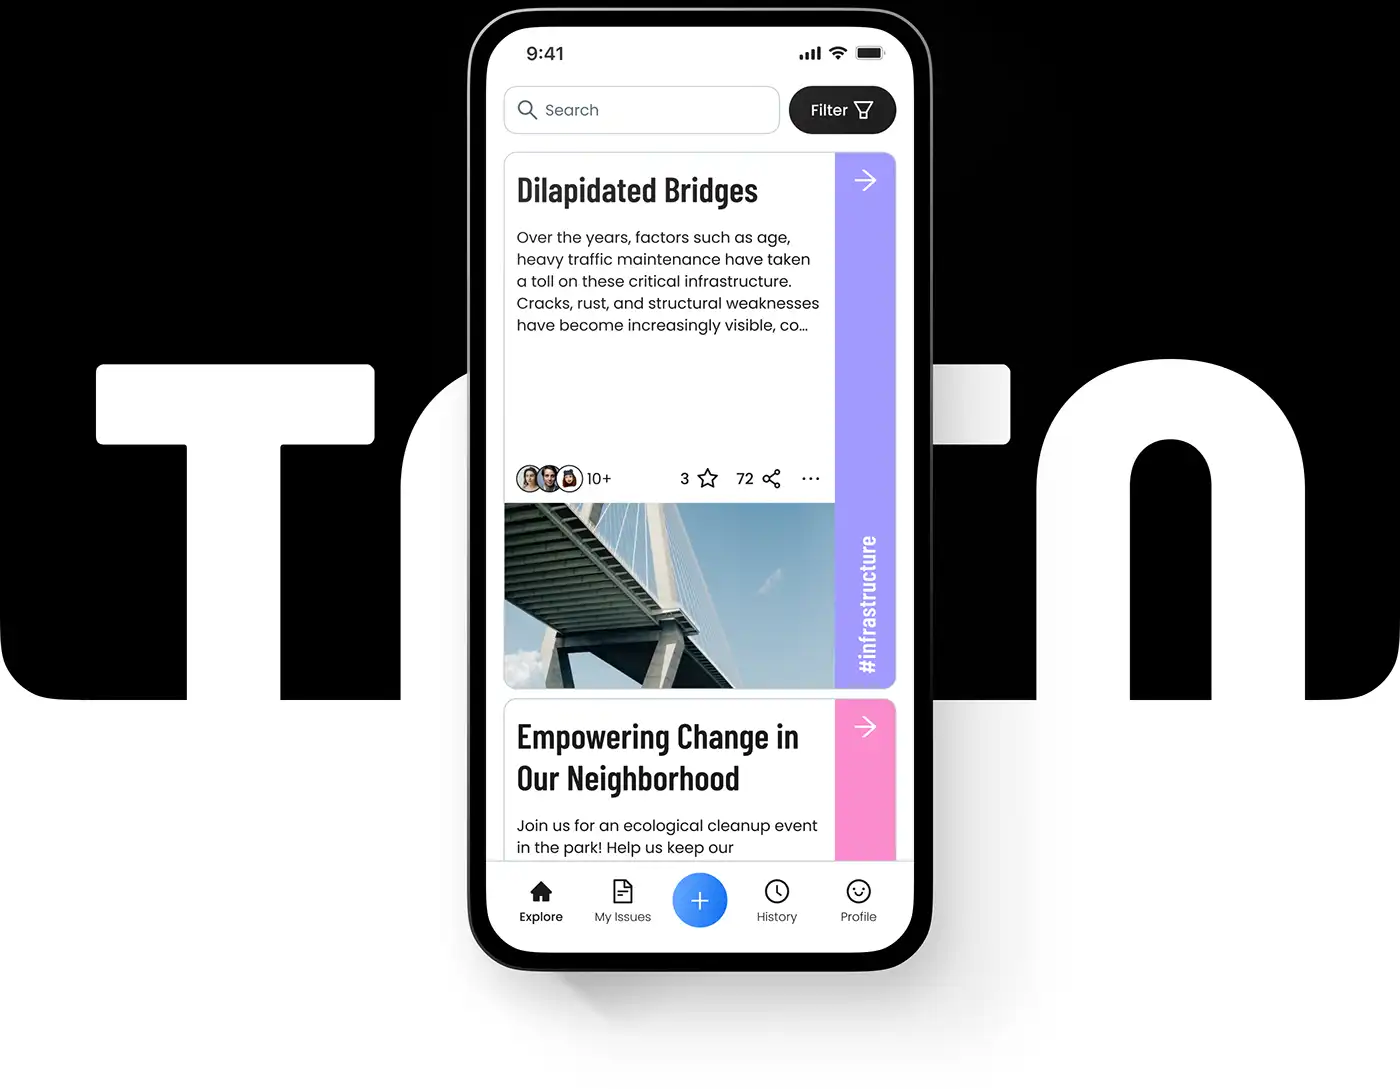 9:41
Search
Filter
Dilapidated Bridges
Over the years, factors such as age,
heavy traffic maintenance have taken
a toll on these critical infrastructure.
Cracks, rust, and structural weaknesses
have become increasingly visible, co...
10+
3
72
#infrastructure
Empowering Change in
Our Neighborhood
Join us for an ecological cleanup event
in the park! Help us keep our
Explore
My Issues
History
Profile